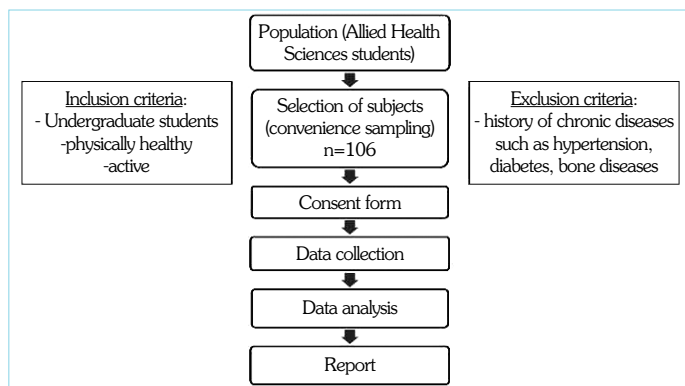 Population (Allied Health
Sciences students)
Inclusion criteria:
- Undergraduate students
-physically healthy
-active
Selection of subjects
(convenience sampling)
n=106
Exclusion criteria:
- history of chronic diseases
such as hypertension,
diabetes, bone diseases
Consent form
Data collection
Data analysis
Report